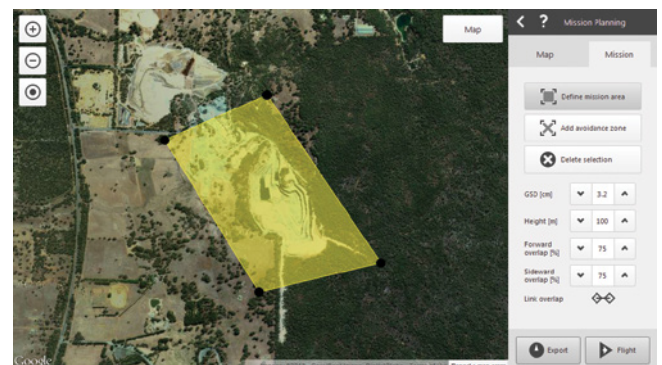 Map
? Mission Planning
Map Mission
Define mission area
Add avoidance zone
Delete selection
GSD [cm] 3.2
Height [m] 100
Forward
overlap [%] 75
Sideward
overlap [%] 75
Link overlap
Export Flight
Google